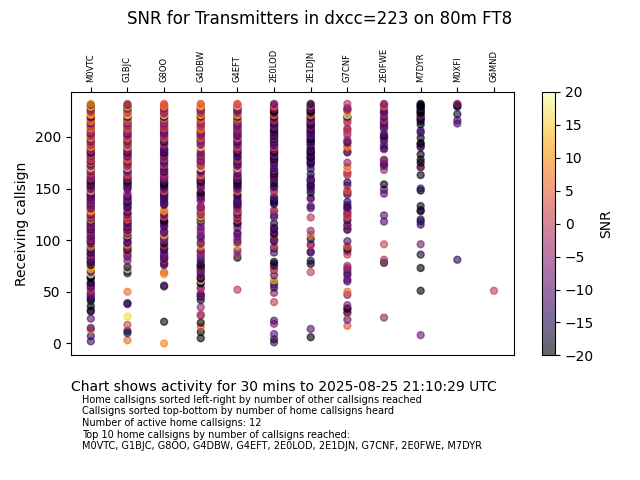 SNR for Transmitters in dxcc=223 on 80m FT8
M0VTC G1BJC G8OO G4DBW G4EFT 2E0LOD 2E1DJN G7CNF 2E0FWE M7DYR M0XFI G6MND
Receiving callsign
200
150
100
50
0
20
15
10
5
0
−5
−10
−15
−20
SNR
Chart shows activity for 30 mins to 2025-08-25 21:10:29 UTC
Home callsigns sorted left-right by number of other callsigns reached
Callsigns sorted top-bottom by number of home callsigns heard
Number of active home callsigns: 12
Top 10 home callsigns by number of callsigns reached:
M0VTC, G1BJC, G8OO, G4DBW, G4EFT, 2E0LOD, 2E1DJN, G7CNF, 2E0FWE, M7DYR